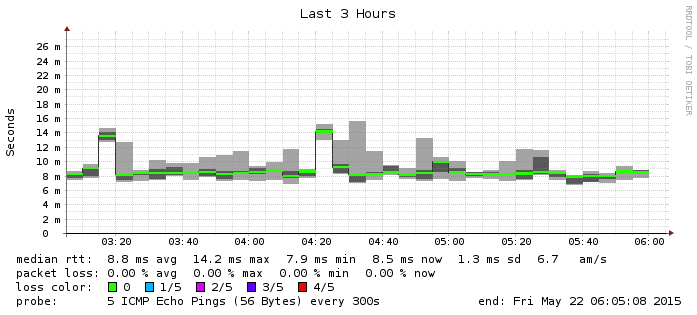 Last 3 Hours
RRDTOOL / TOBI OETIKER
Seconds
26 m
24 m
22 m
20 m
18 m
16 m
14 m
12 m
10 m
8 m
6 m
4 m
2 m
0
03:20 03:40 04:00 04:20 04:40 05:00 05:20 05:40 06:00
median rtt: 8.8 ms avg 14.2 ms max 7.9 ms min 8.5 ms now 1.3 ms sd 6.7 am/s
packet loss: 0.00 % avg 0.00 % max 0.00 % min 0.00 % now
loss color: 0 1/5 2/5 3/5 4/5
probe: 5 ICMP Echo Pings (56 Bytes) every 300s end: Fri May 22 06:05:08 2015